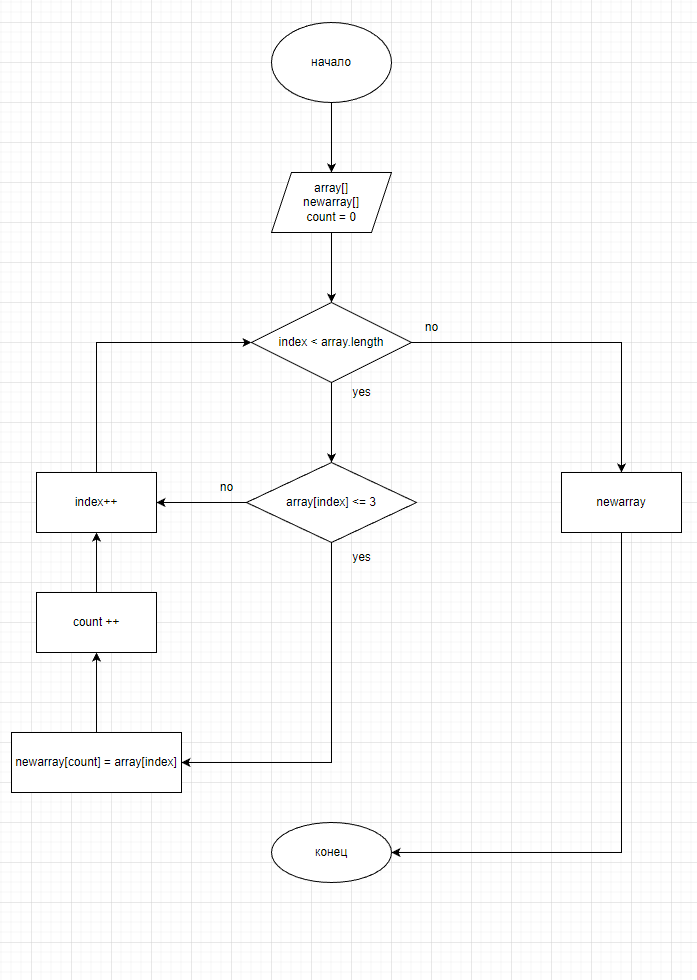 начало
array[]
newarray[]
count = 0
index < array.length
no
yes
index++
no
array[index] <= 3
newarray
yes
count ++
newarray[count] = array[index]
конец